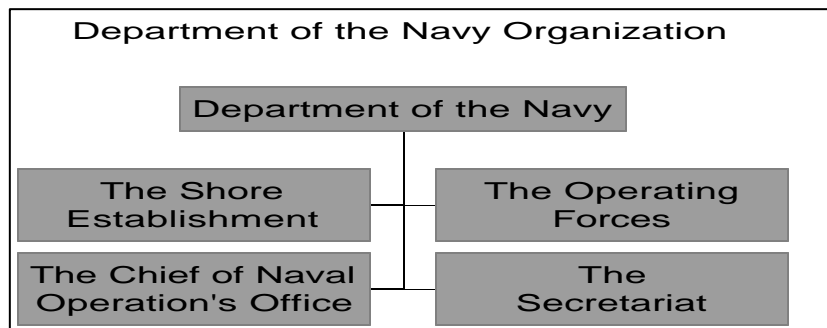 Department of the Navy Organization
Department of the Navy
The Shore
Establishment
The Operating
Forces
The Chief of Naval
Operation's Office
The
Secretariat